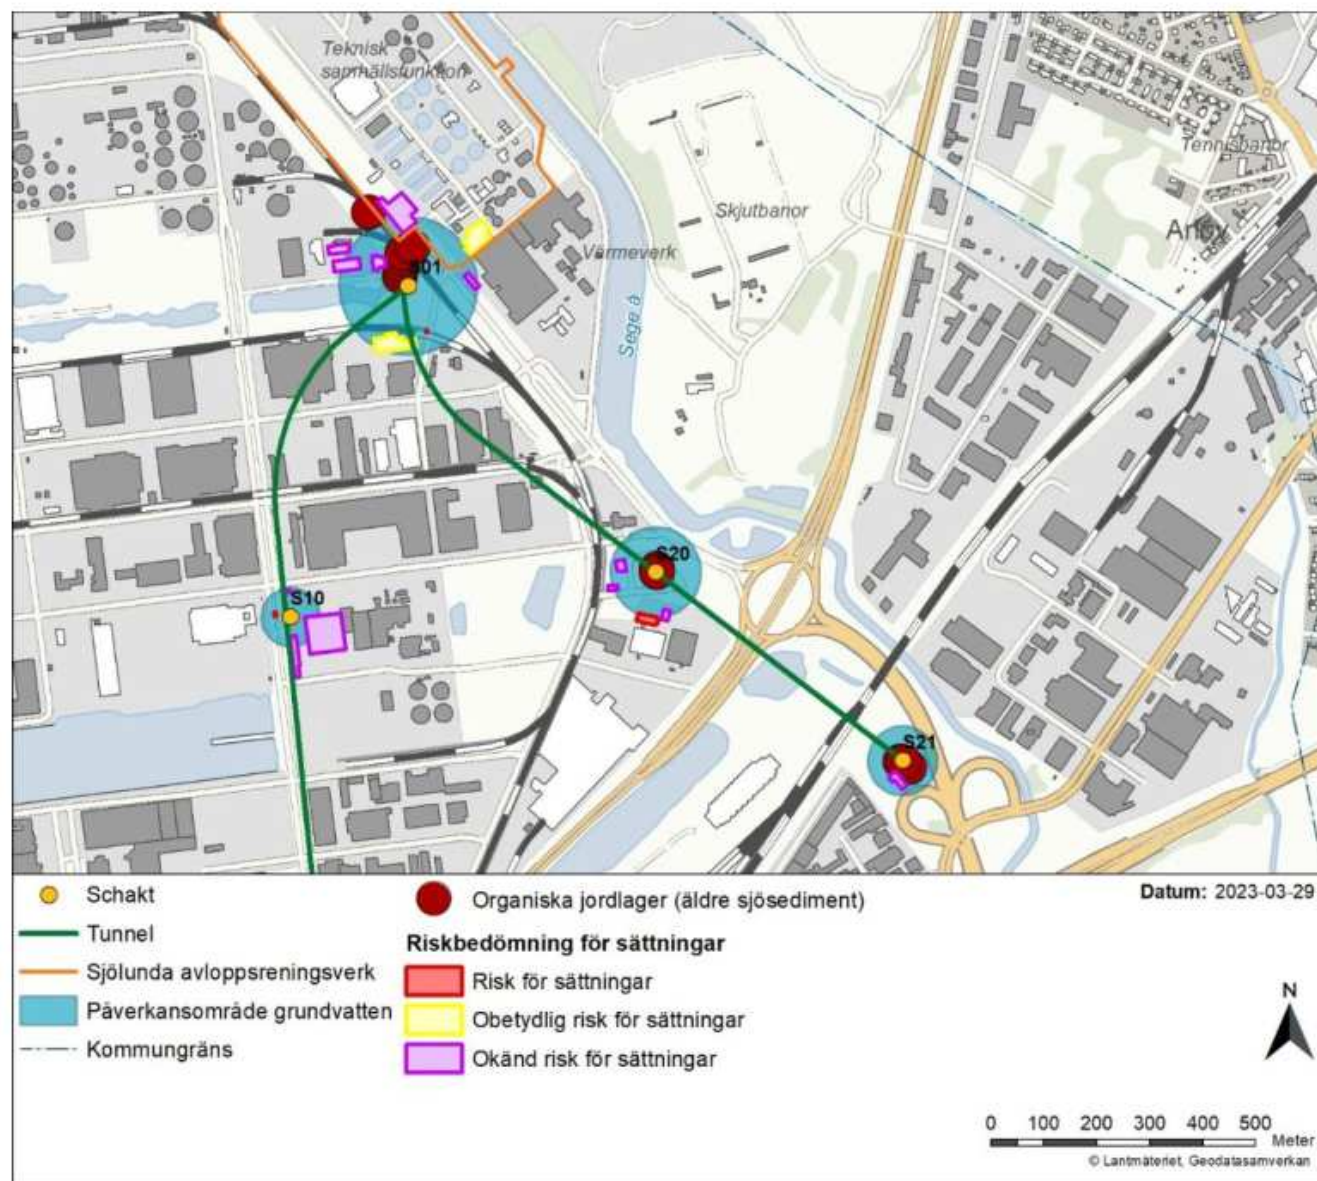 Teknisk
samhällsfunktion
Tennisbanor
Skjutbanor
Arlöv
Värmeverk
S01
Sege å
S20
S10
S21
Schakt
Tunnel
Sjölunda avloppsreningsverk
Påverkansområde grundvatten
Kommungräns
Organiska jordlager (äldre sjösediment)
Riskbedömning för sättningar
Risk för sättningar
Obetydlig risk för sättningar
Okänd risk för sättningar
Datum: 2023-03-29
N
0 100 200 300 400 500
Meter
© Lantmäteriet, Geodatasamverkan